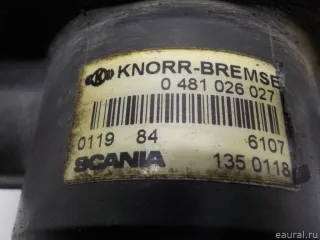 KNORR-BREMSE
0 481 026 027
0119 84 6107
SCANIA 135 0118
eaural.ru